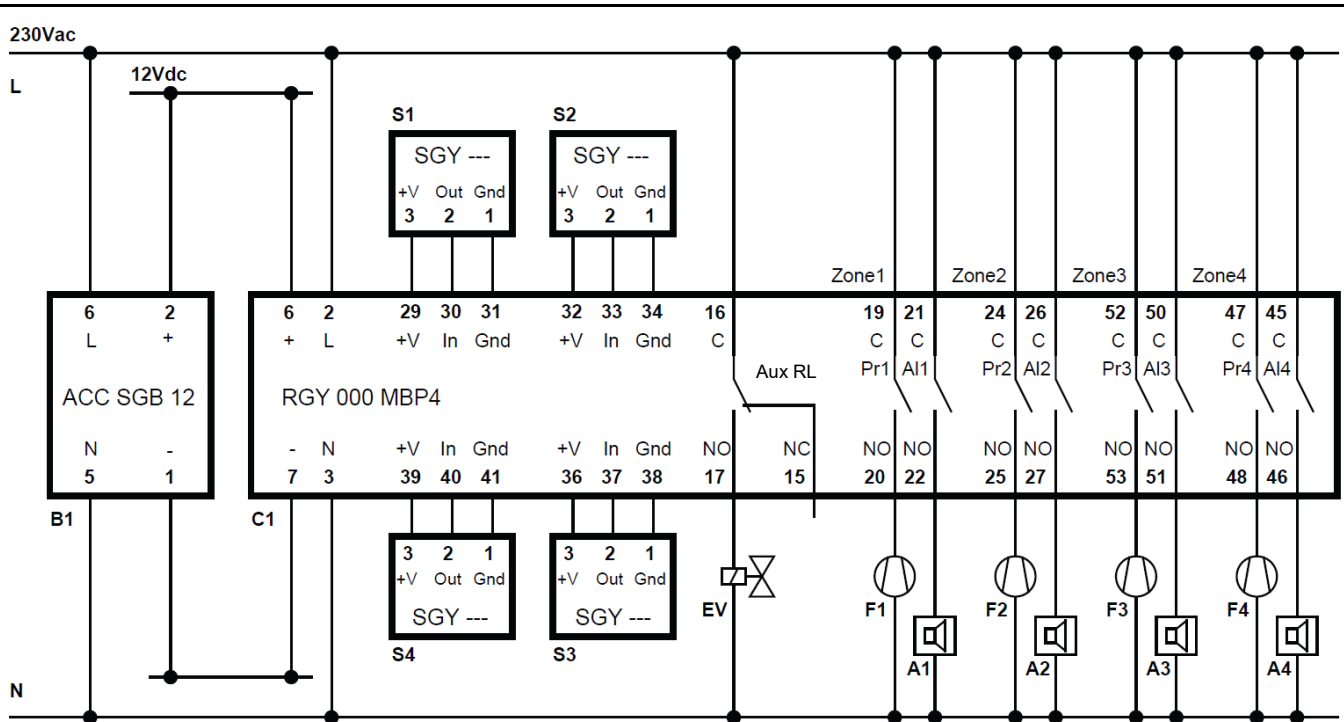 230Vac
12Vdc
L
S1 S2
SGY --- SGY ---
+V Out Gnd +V Out Gnd
3 2 1 3 2 1
Zone1 Zone2 Zone3 Zone4
6 2 6 2 29 30 31 32 33 34 16 19 21 24 26 52 50 47 45
L + + L +V In Gnd +V In Gnd C C C C C C C C C
Aux RL Pr1 Al1 Pr2 Al2 Pr3 Al3 Pr4 Al4
ACC SGB 12 RGY 000 MBP4
N - - N +V In Gnd +V In Gnd NO NC NO NO NO NO NO NO NO NO
5 1 7 3 39 40 41 36 37 38 17 15 20 22 25 27 53 51 48 46
B1 C1
3 2 1 3 2 1
+V Out Gnd +V Out Gnd
SGY --- SGY ---
EV F1 F2 F3 F4
S4 S3
A1 A2 A3 A4
N